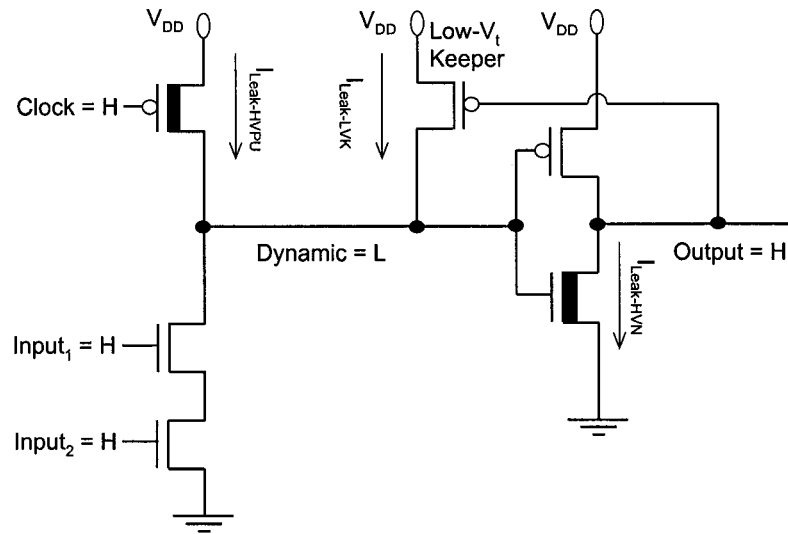 V_DD
V_DD
Low-V_t
Keeper
V_DD
Clock = H
I_Leak-HVPU
I_Leak-LVK
Dynamic = L
Output = H
I_Leak-HVN
Input_1 = H
Input_2 = H